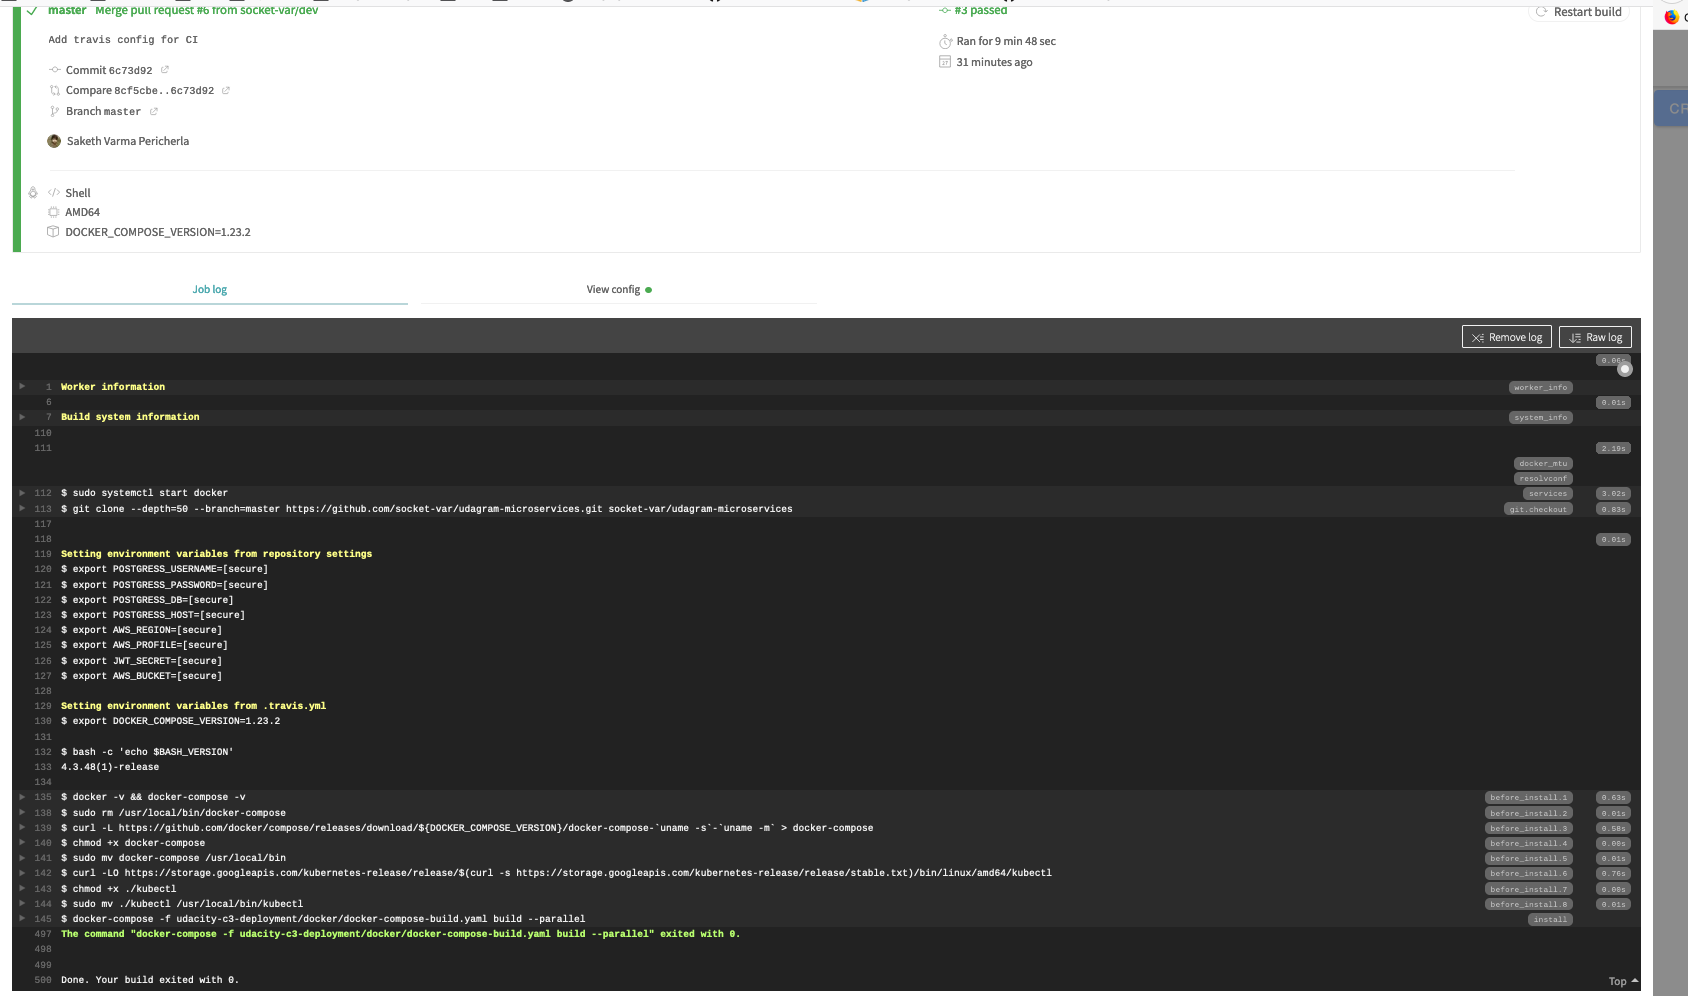 master Merge pull request #6 from socket-var/dev
#3 passed
Restart build
Add travis config for CI
Ran for 9 min 48 sec
31 minutes ago
Commit 6c73d92
Compare 8cf5cbe..6c73d92
Branch master
Saketh Varma Pericherla
Shell
AMD64
DOCKER_COMPOSE_VERSION=1.23.2
Job log
View config
Remove log
Raw log
1 Worker information worker_info
6 0.01s
7 Build system information system_info
110
111 2.19s
docker_mtu
resolvconf
112 $ sudo systemctl start docker services 3.02s
113 $ git clone --depth=50 --branch=master https://github.com/socket-var/udagram-microservices.git socket-var/udagram-microservices git.checkout 0.83s
117
118 0.01s
119 Setting environment variables from repository settings
120 $ export POSTGRESS_USERNAME=[secure]
121 $ export POSTGRESS_PASSWORD=[secure]
122 $ export POSTGRESS_DB=[secure]
123 $ export POSTGRESS_HOST=[secure]
124 $ export AWS_REGION=[secure]
125 $ export AWS_PROFILE=[secure]
126 $ export JWT_SECRET=[secure]
127 $ export AWS_BUCKET=[secure]
128
129 Setting environment variables from .travis.yml
130 $ export DOCKER_COMPOSE_VERSION=1.23.2
131
132 $ bash -c 'echo $BASH_VERSION'
133 4.3.48(1)-release
134
135 $ docker -v && docker-compose -v before_install.1 0.63s
138 $ sudo rm /usr/local/bin/docker-compose before_install.2 0.01s
139 $ curl -L https://github.com/docker/compose/releases/download/${DOCKER_COMPOSE_VERSION}/docker-compose-`uname -s`-`uname -m` > docker-compose before_install.3 0.58s
140 $ chmod +x docker-compose before_install.4 0.00s
141 $ sudo mv docker-compose /usr/local/bin before_install.5 0.01s
142 $ curl -LO https://storage.googleapis.com/kubernetes-release/release/$(curl -s https://storage.googleapis.com/kubernetes-release/release/stable.txt)/bin/linux/amd64/kubectl before_install.6 0.76s
143 $ chmod +x ./kubectl before_install.7 0.00s
144 $ sudo mv ./kubectl /usr/local/bin/kubectl before_install.8 0.01s
145 $ docker-compose -f udacity-c3-deployment/docker/docker-compose-build.yaml build --parallel install
497 The command "docker-compose -f udacity-c3-deployment/docker/docker-compose-build.yaml build --parallel" exited with 0.
498
499
500 Done. Your build exited with 0.
Top